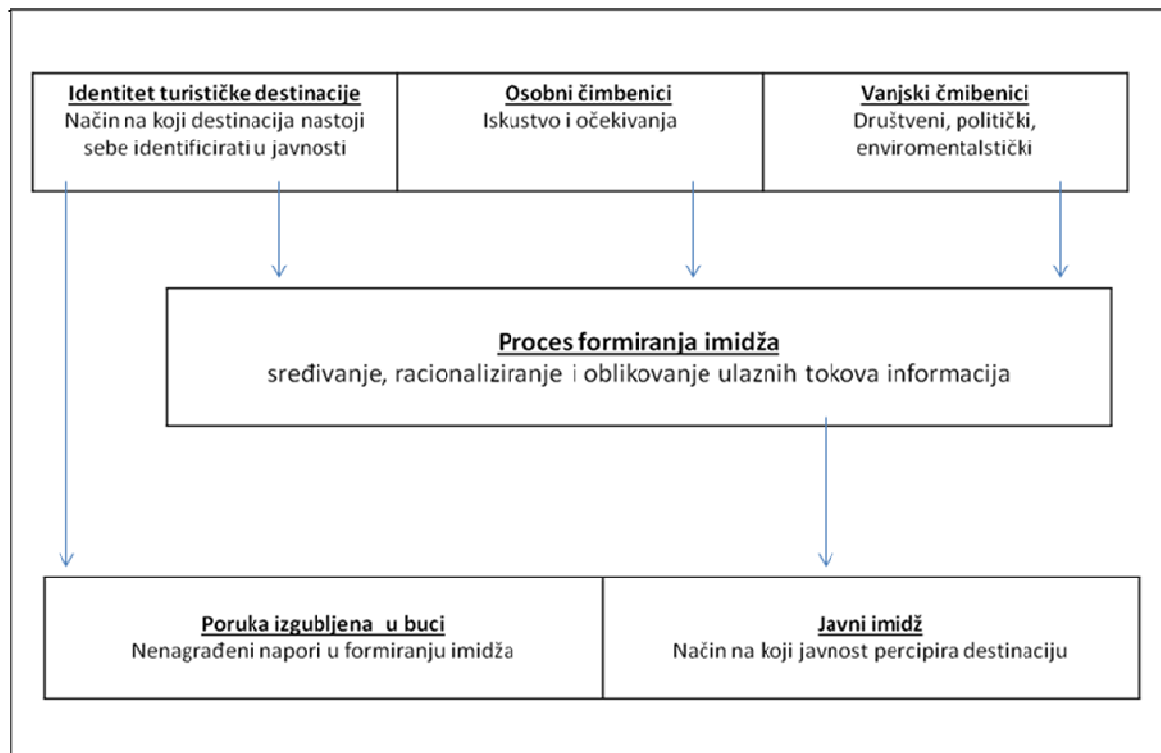 Identitet turističke destinacije
Način na koji destinacija nastoji
sebe identificirati u javnosti
Osobni čimbenici
Iskustvo i očekivanja
Vanjski čmibenici
Društveni, politički,
enviromentalstički
Proces formiranja imidža
sređivanje, racionaliziranje i oblikovanje ulaznih tokova informacija
Poruka izgubljena u buci
Nenagrađeni napori u formiranju imidža
Javni imidž
Način na koji javnost percipira destinaciju